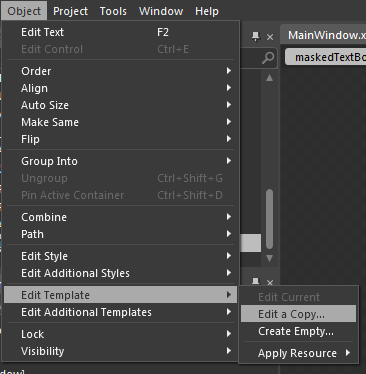 Object Project Tools Window Help
Edit Text F2
Edit Control Ctrl+E
Order
Align
Auto Size
Make Same
Flip
Group Into
Ungroup Ctrl+Shift+G
Pin Active Container Ctrl+Shift+D
Combine
Path
Edit Style
Edit Additional Styles
Edit Template
Edit Additional Templates
Lock
Visibility
MainWindow.x
maskedTextBo
Edit Current
Edit a Copy...
Create Empty...
Apply Resource